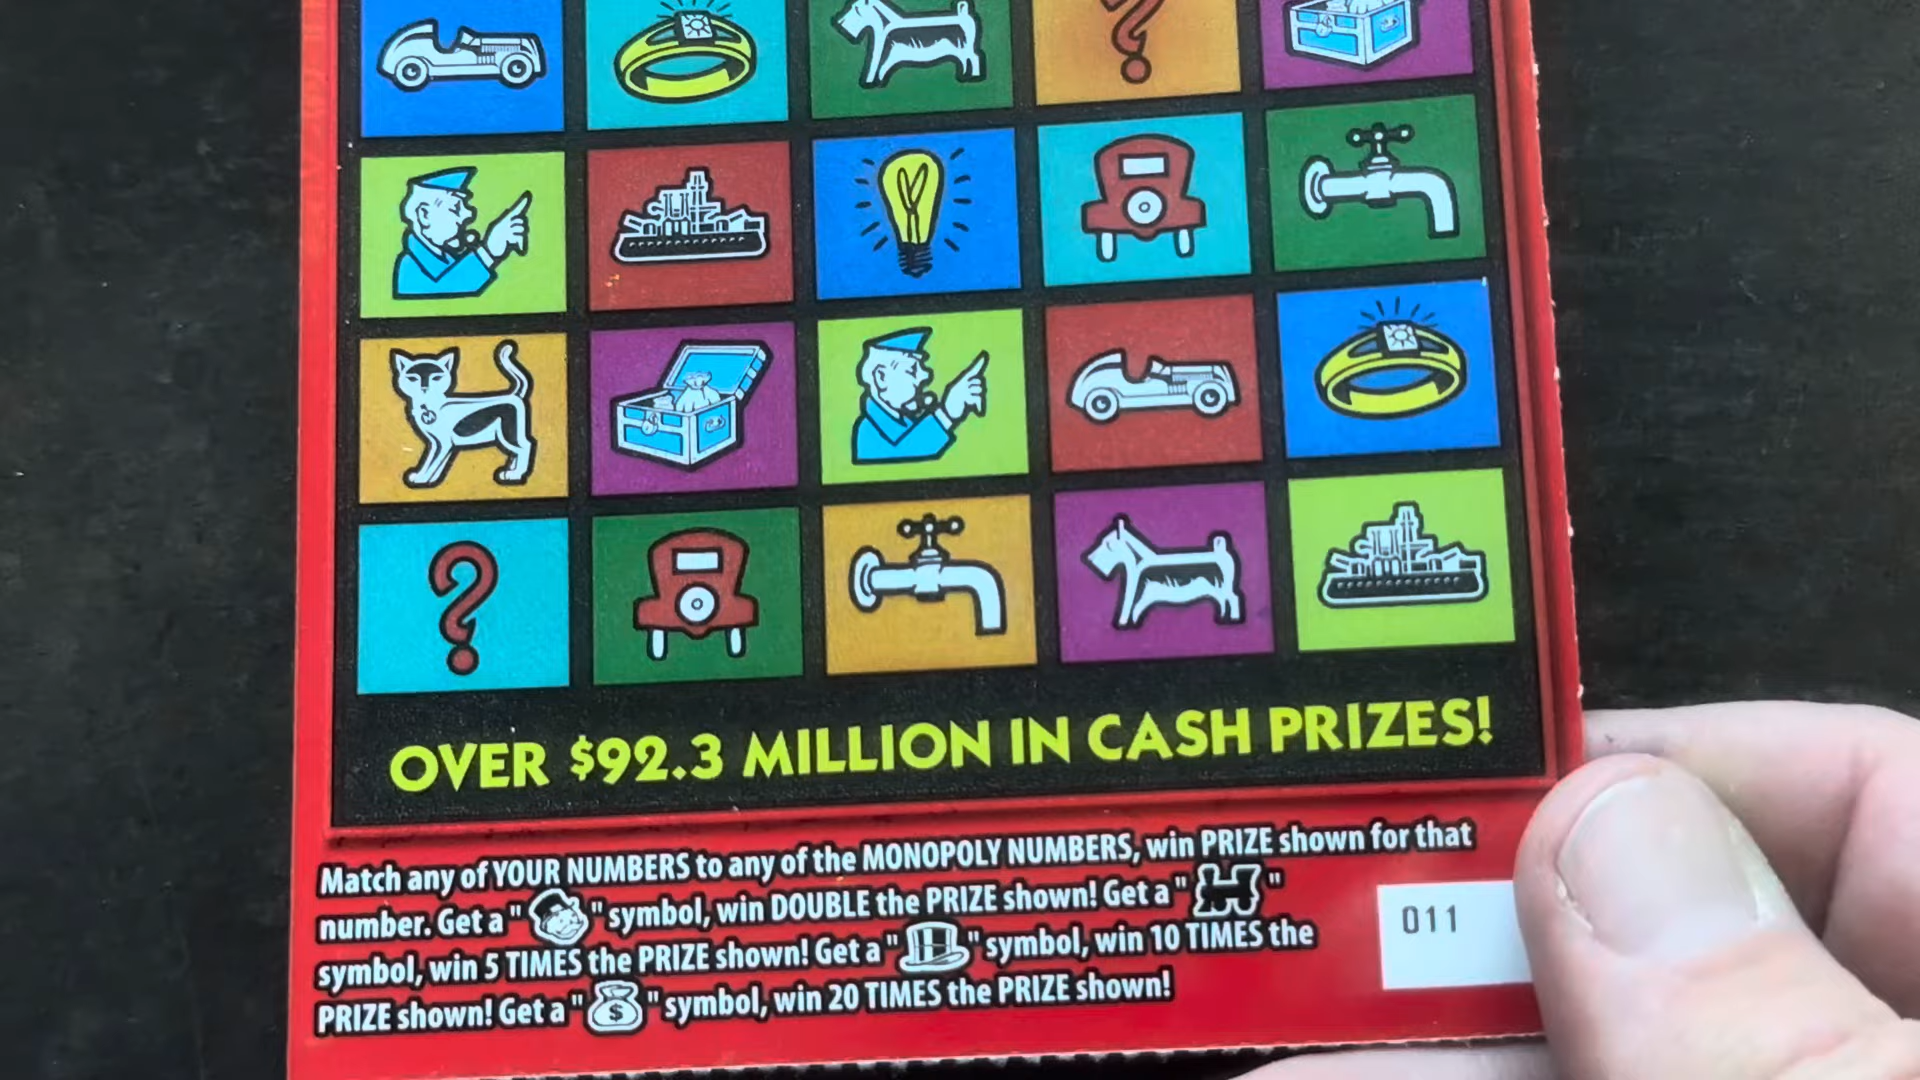 OVER $92.3 MILLION IN CASH PRIZES!
Match any of YOUR NUMBERS to any of the MONOPOLY NUMBERS, win PRIZE shown for that
number. Get a " " symbol, win DOUBLE the PRIZE shown! Get a " "
symbol, win 5 TIMES the PRIZE shown! Get a " " symbol, win 10 TIMES the
PRIZE shown! Get a "$" symbol, win 20 TIMES the PRIZE shown!
011